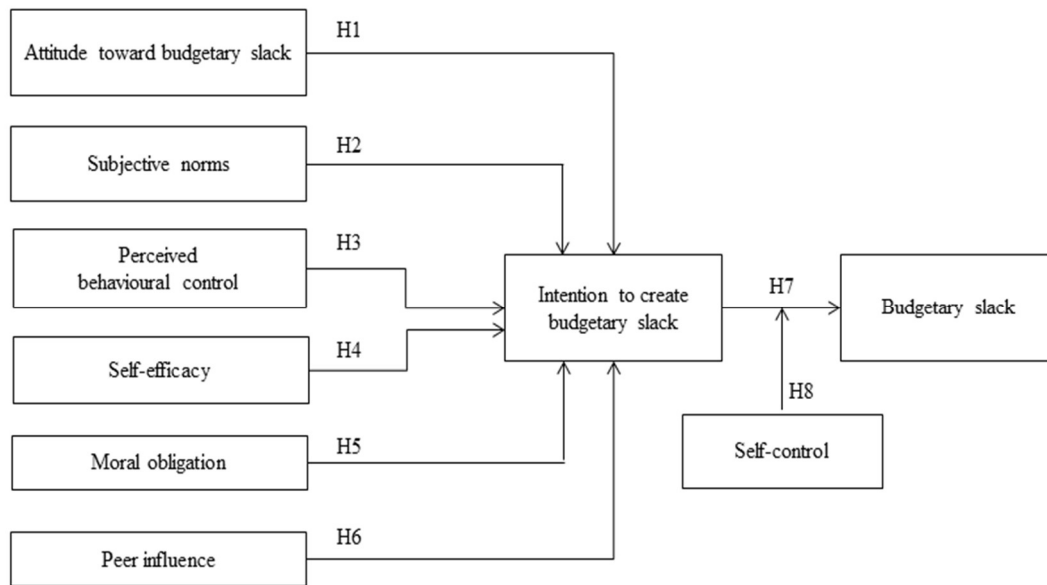 H1
Attitude toward budgetary slack
H2
Subjective norms
H3
Perceived
behavioural control
H4
Self-efficacy
H5
Moral obligation
H6
Peer influence
Intention to create
budgetary slack
H7
Budgetary slack
H8
Self-control